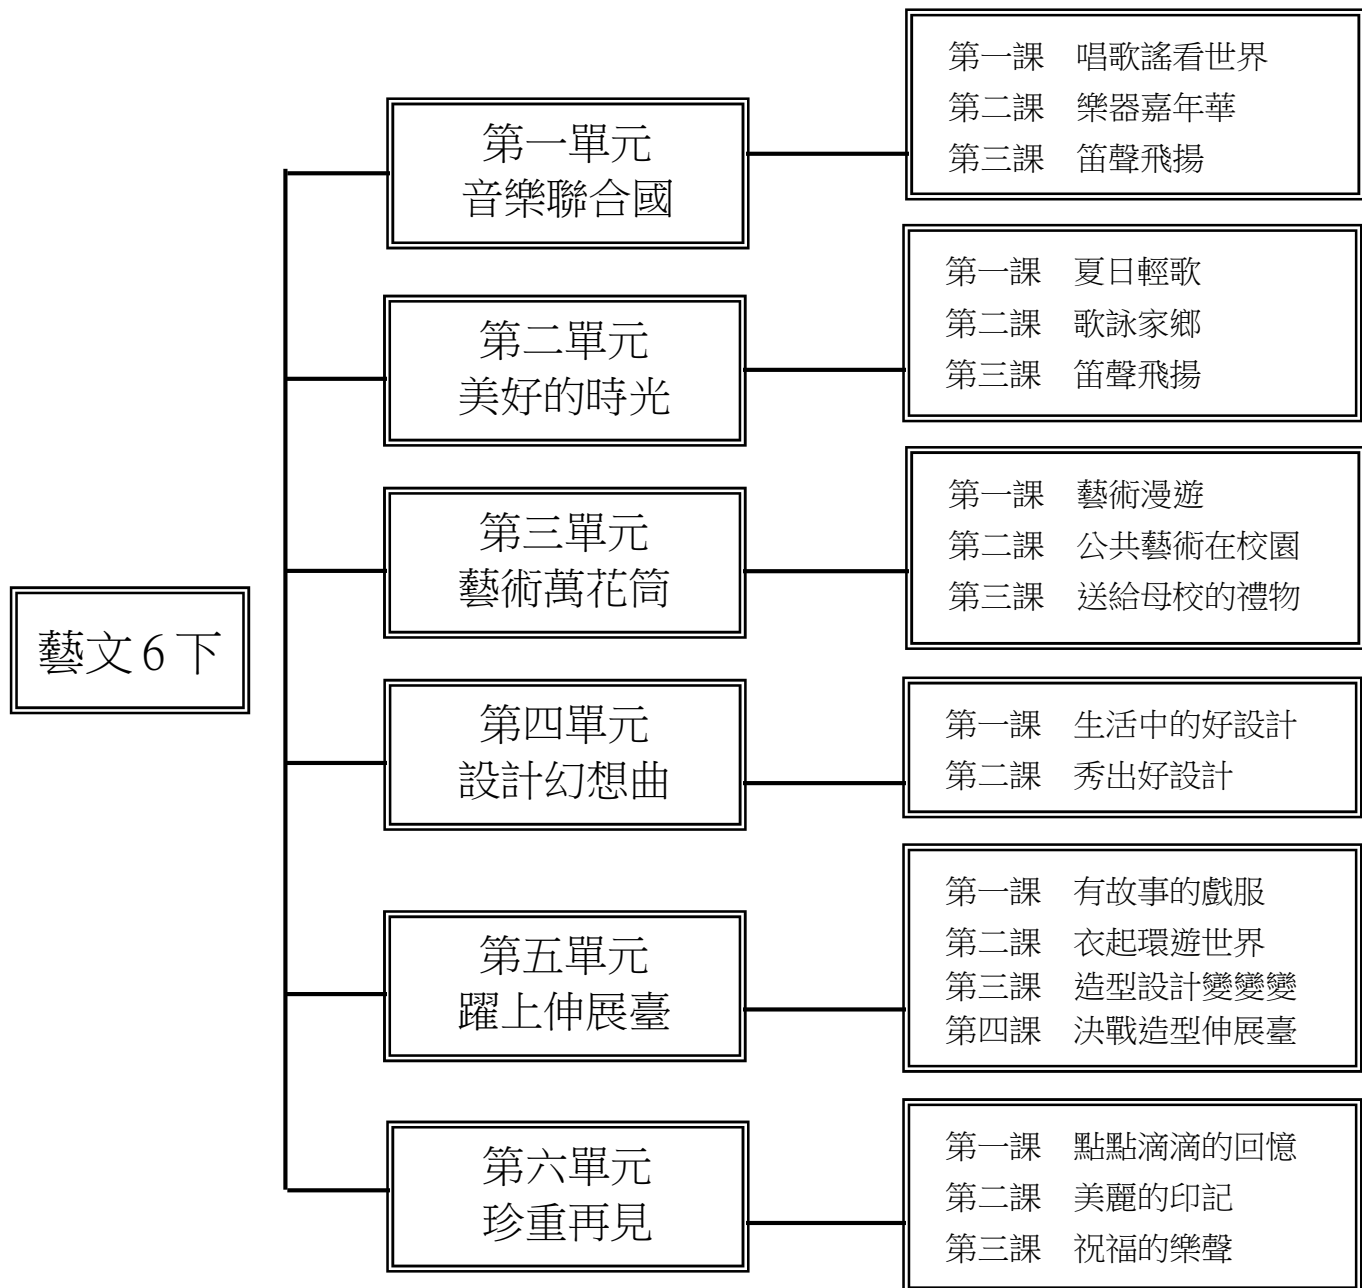 藝文6下
第一單元
音樂聯合國
第一課 唱歌謠看世界
第二課 樂器嘉年華
第三課 笛聲飛揚
第二單元
美好的時光
第一課 夏日輕歌
第二課 歌詠家鄉
第三課 笛聲飛揚
第三單元
藝術萬花筒
第一課 藝術漫遊
第二課 公共藝術在校園
第三課 送給母校的禮物
第四單元
設計幻想曲
第一課 生活中的好設計
第二課 秀出好設計
第五單元
躍上伸展臺
第一課 有故事的戲服
第二課 衣起環遊世界
第三課 造型設計變變變
第四課 決戰造型伸展臺
第六單元
珍重再見
第一課 點點滴滴的回憶
第二課 美麗的印記
第三課 祝福的樂聲